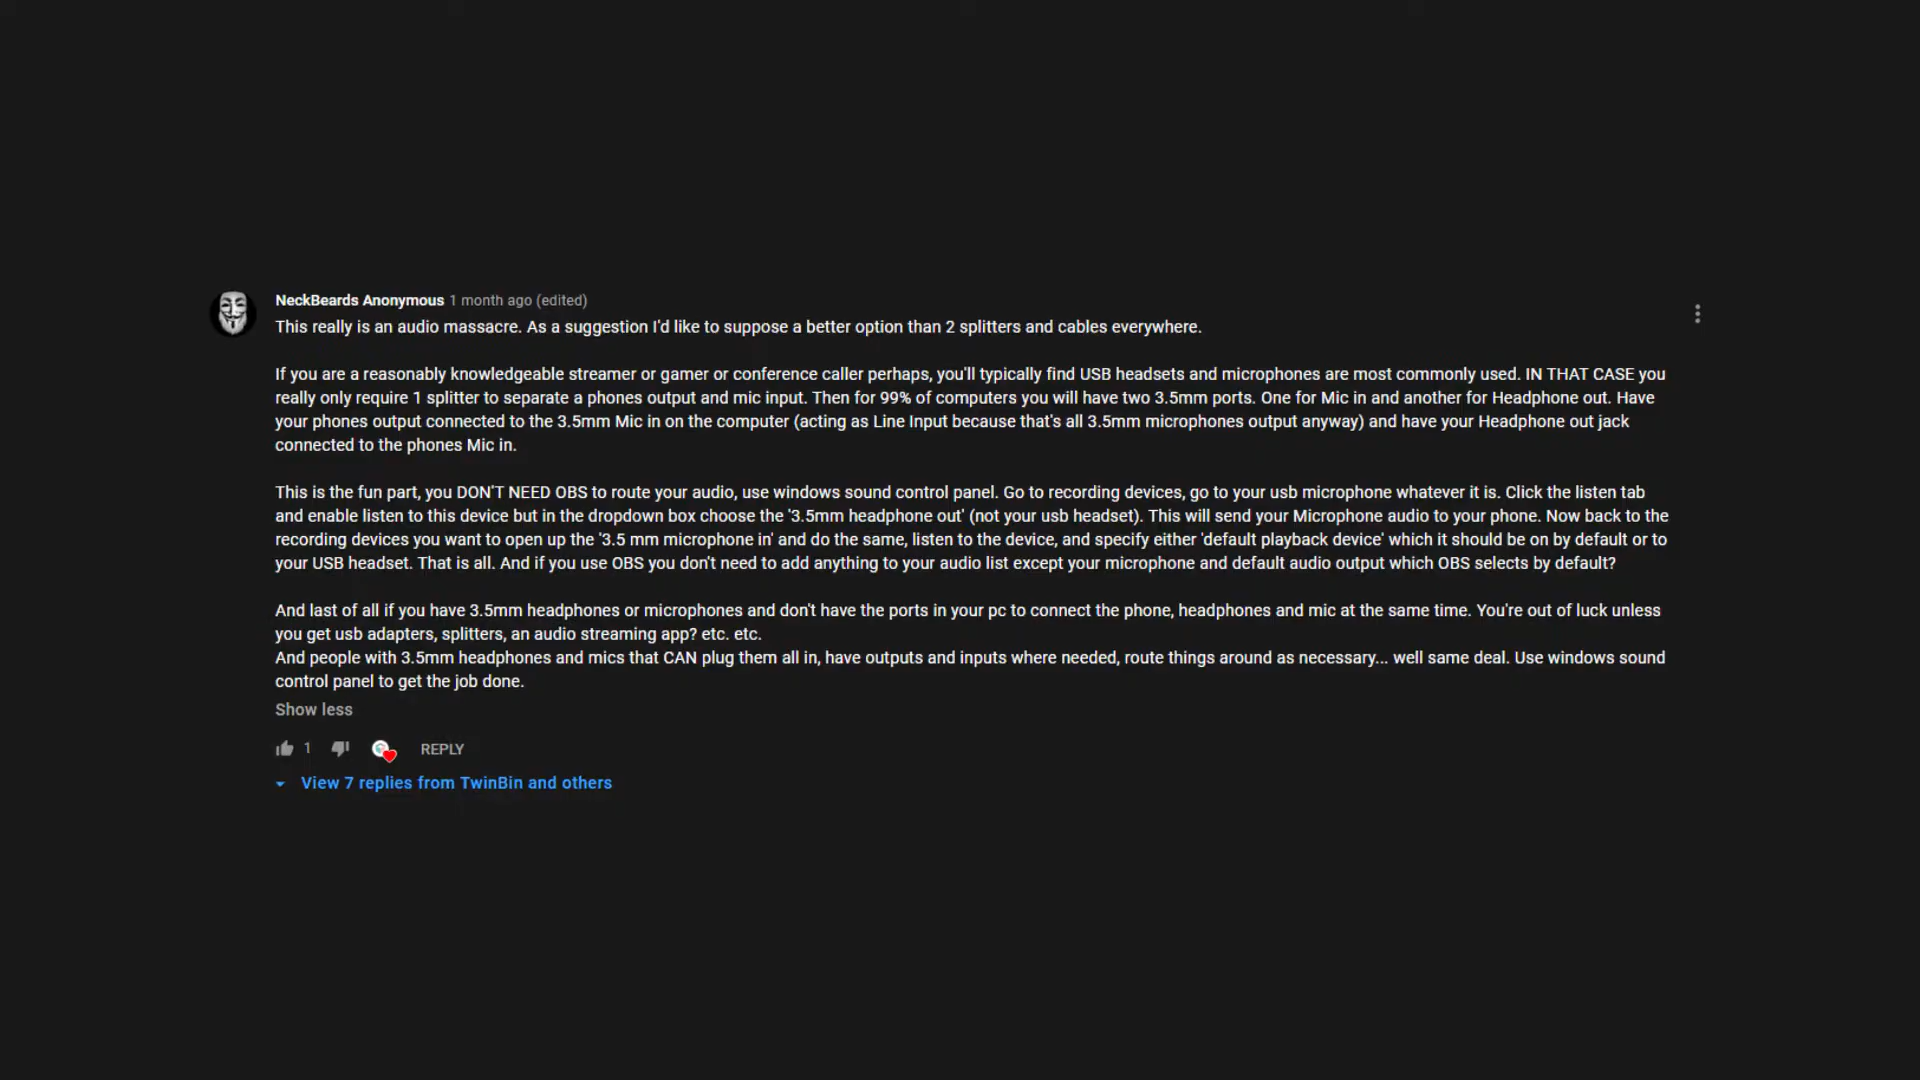 NeckBeards Anonymous 1 month ago (edited)
This really is an audio massacre. As a suggestion I'd like to suppose a better option than 2 splitters and cables everywhere.
If you are a reasonably knowledgeable streamer or gamer or conference caller perhaps, you'll typically find USB headsets and microphones are most commonly used. IN THAT CASE you
really only require 1 splitter to separate a phones output and mic input. Then for 99% of computers you will have two 3.5mm ports. One for Mic in and another for Headphone out. Have
your phones output connected to the 3.5mm Mic in on the computer (acting as Line Input because that's all 3.5mm microphones output anyway) and have your Headphone out jack
connected to the phones Mic in.
This is the fun part, you DON'T NEED OBS to route your audio, use windows sound control panel. Go to recording devices, go to your usb microphone whatever it is. Click the listen tab
and enable listen to this device but in the dropdown box choose the '3.5mm headphone out' (not your usb headset). This will send your Microphone audio to your phone. Now back to the
recording devices you want to open up the '3.5 mm microphone in' and do the same, listen to the device, and specify either 'default playback device' which it should be on by default or to
your USB headset. That is all. And if you use OBS you don't need to add anything to your audio list except your microphone and default audio output which OBS selects by default?
And last of all if you have 3.5mm headphones or microphones and don't have the ports in your pc to connect the phone, headphones and mic at the same time. You're out of luck unless
you get usb adapters, splitters, an audio streaming app? etc. etc.
And people with 3.5mm headphones and mics that CAN plug them all in, have outputs and inputs where needed, route things around as necessary... well same deal. Use windows sound
control panel to get the job done.
Show less
1 REPLY
View 7 replies from TwinBin and others